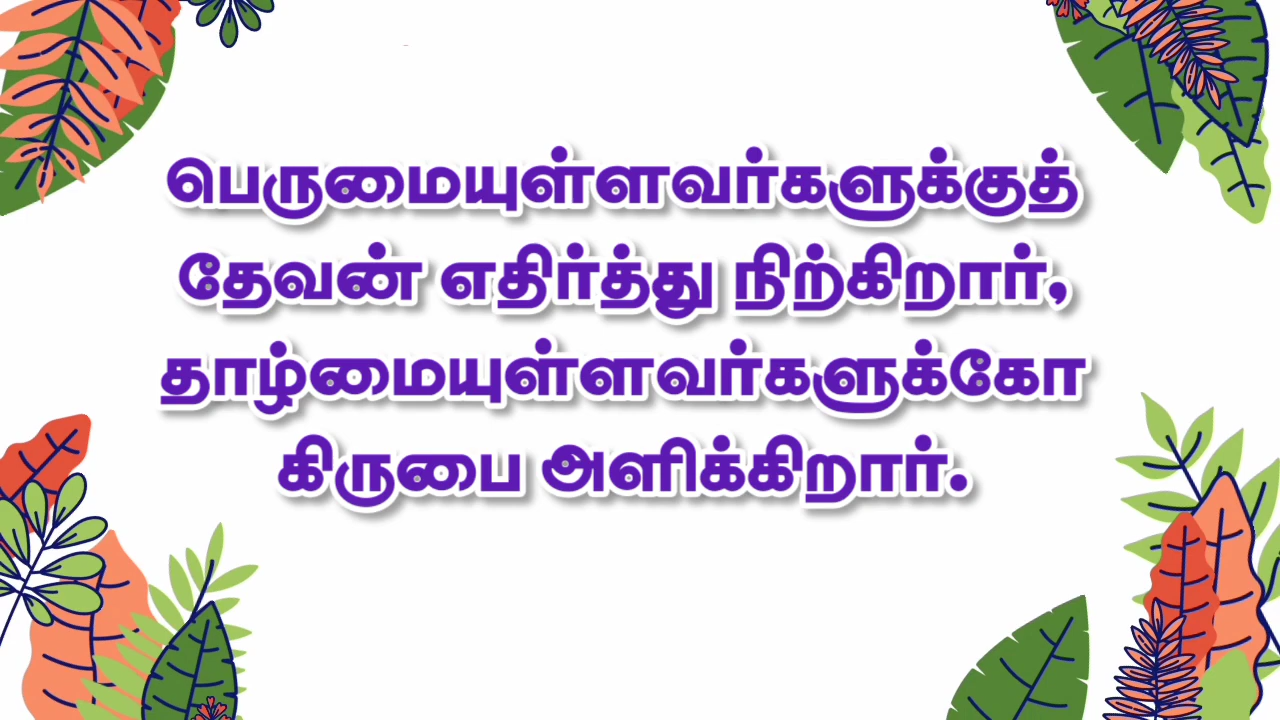 பெருமையுள்ளவர்களுக்குத்
தேவன் எதிர்த்து நிற்கிறார்,
தாழ்மையுள்ளவர்களுக்கோ
கிருபை அளிக்கிறார்.